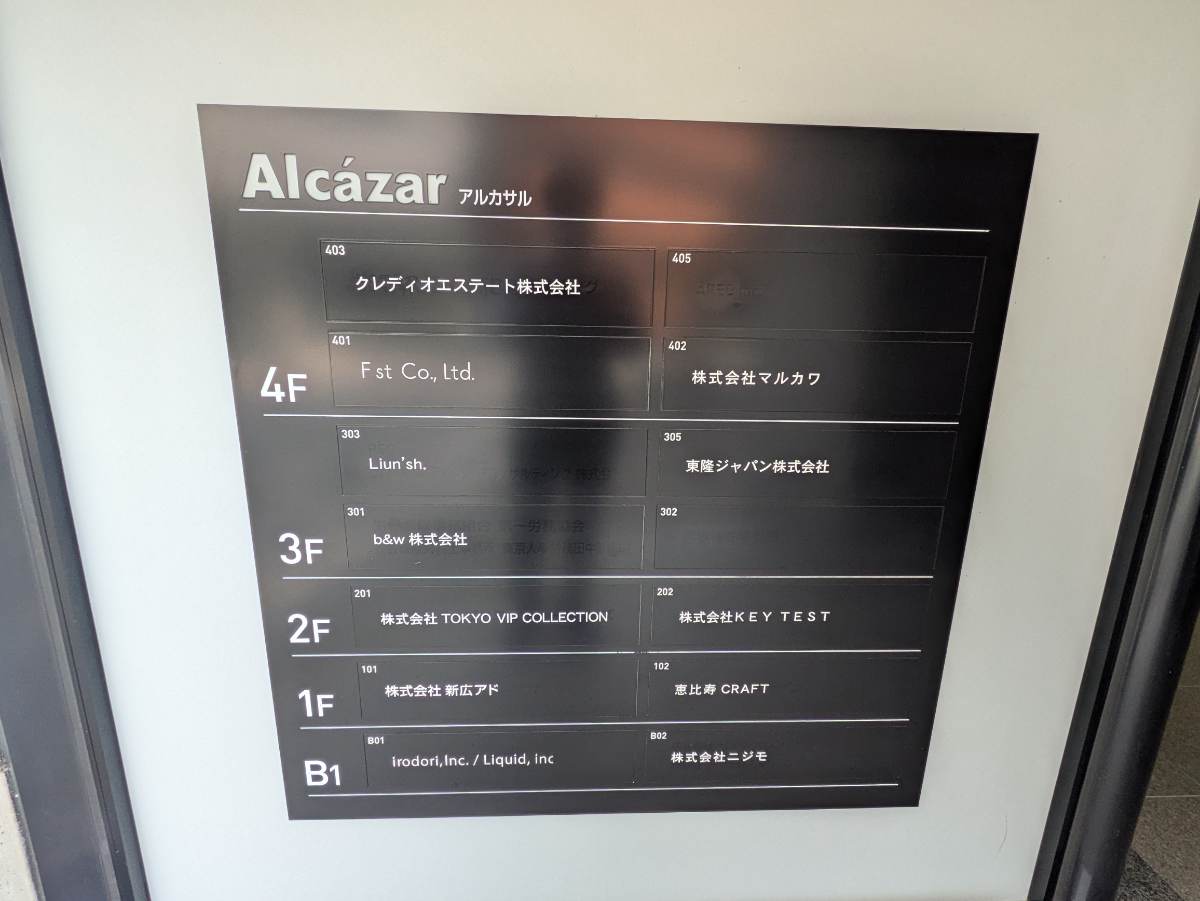 Alcázar アルカサル
403
クレディオエステート株式会社
405
401
Fst Co., Ltd.
402
株式会社マルカワ
4F
303
Liun'sh.
305
東隆ジャパン株式会社
301
b&w 株式会社
302
3F
201
株式会社 TOKYO VIP COLLECTION
202
株式会社KEY TEST
2F
101
株式会社 新広アド
102
恵比寿 CRAFT
1F
B01
irodori,Inc. / Liquid, inc
B02
株式会社ニジモ
B1